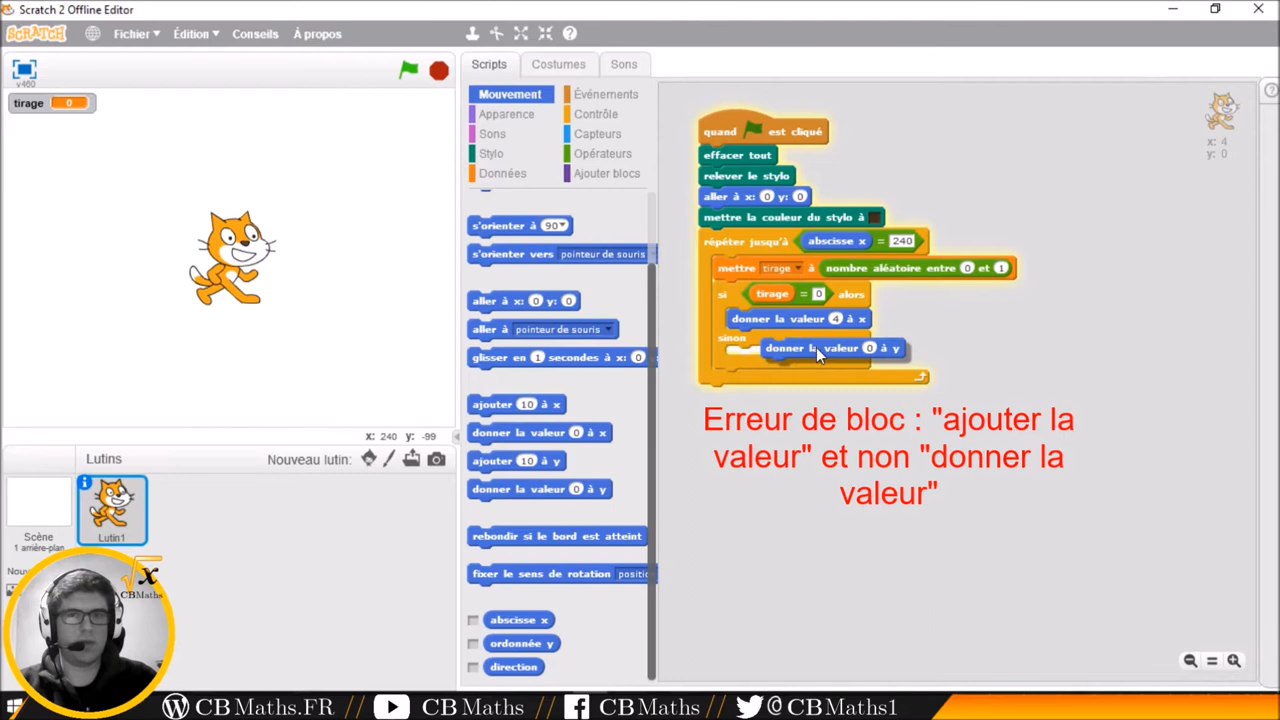 Scratch 2 Offline Editor
SCRATCH
Fichier
Édition
Conseils
À propos
v460
tirage 0
Scripts
Costumes
Sons
Mouvement
Événements
Apparence
Contrôle
Sons
Capteurs
Stylo
Opérateurs
Données
Ajouter blocs
s'orienter à 90
s'orienter vers pointeur de souris
aller à x: 0 y: 0
aller à pointeur de souris
glisser en 1 secondes à x: 0
ajouter 10 à x
donner la valeur 0 à x
ajouter 10 à y
donner la valeur 0 à y
rebondir si le bord est atteint
fixer le sens de rotation
abscisse x
ordonnée y
direction
x: 4
y: 0
quand est cliqué
effacer tout
relever le stylo
aller à x: 0 y: 0
mettre la couleur du stylo à
répéter jusqu'à abscisse x = 240
mettre tirage à nombre aléatoire entre 0 et 1
si tirage = 0 alors
donner la valeur 4 à x
sinon
donner la valeur 0 à y
Erreur de bloc : "ajouter la
valeur" et non "donner la
valeur"
x: 240 y: -99
Lutins
Nouveau lutin:
Scène
1 arrière-plan
Lutin1
√x
CBMaths
CBMaths.FR // CBMaths // CBMaths // @CBMaths1